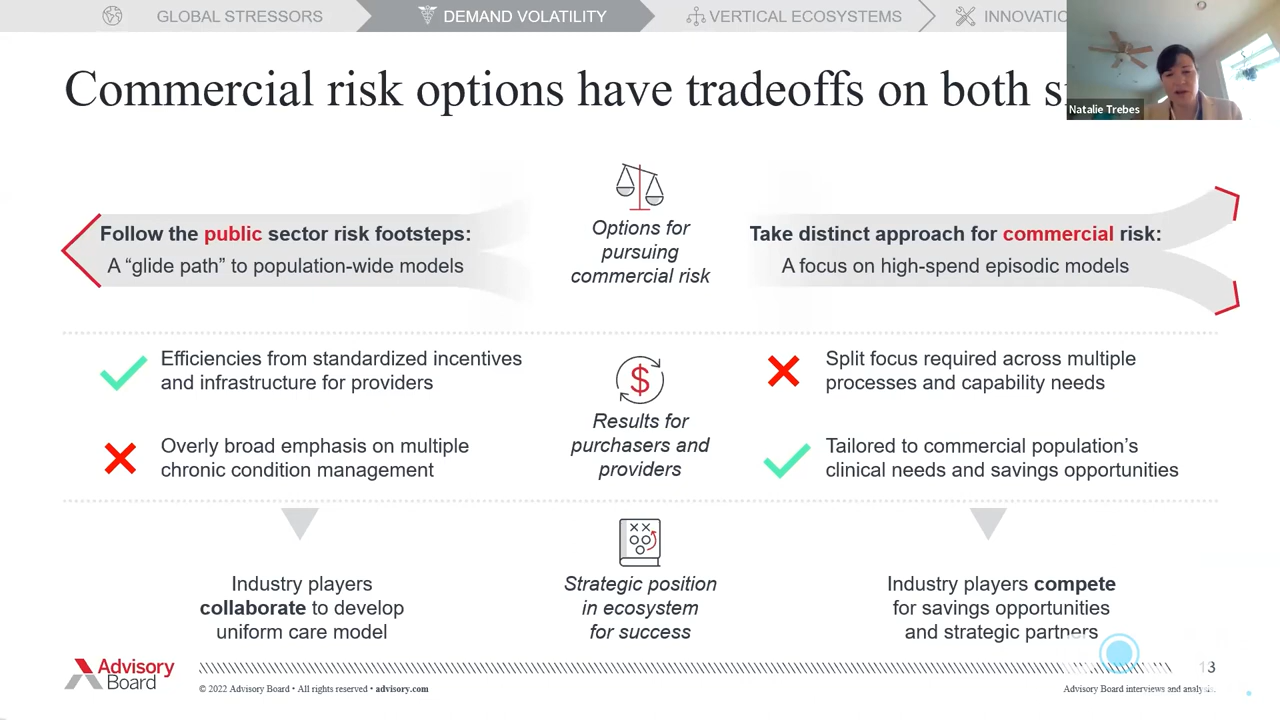 GLOBAL STRESSORS
DEMAND VOLATILITY
VERTICAL ECOSYSTEMS
Commercial risk options have tradeoffs on both
Natalie Trebes
Follow the public sector risk footsteps:
A “glide path” to population-wide models
Options for
pursuing
commercial risk
Take distinct approach for commercial risk:
A focus on high-spend episodic models
Efficiencies from standardized incentives
and infrastructure for providers
Overly broad emphasis on multiple
chronic condition management
Results for
purchasers and
providers
Split focus required across multiple
processes and capability needs
Tailored to commercial population’s
clinical needs and savings opportunities
Industry players
collaborate to develop
uniform care model
Strategic position
in ecosystem
for success
Industry players compete
for savings opportunities
and strategic partners
Advisory
Board
© 2022 Advisory Board • All rights reserved • advisory.com
13
Advisory Board interviews and analysis.